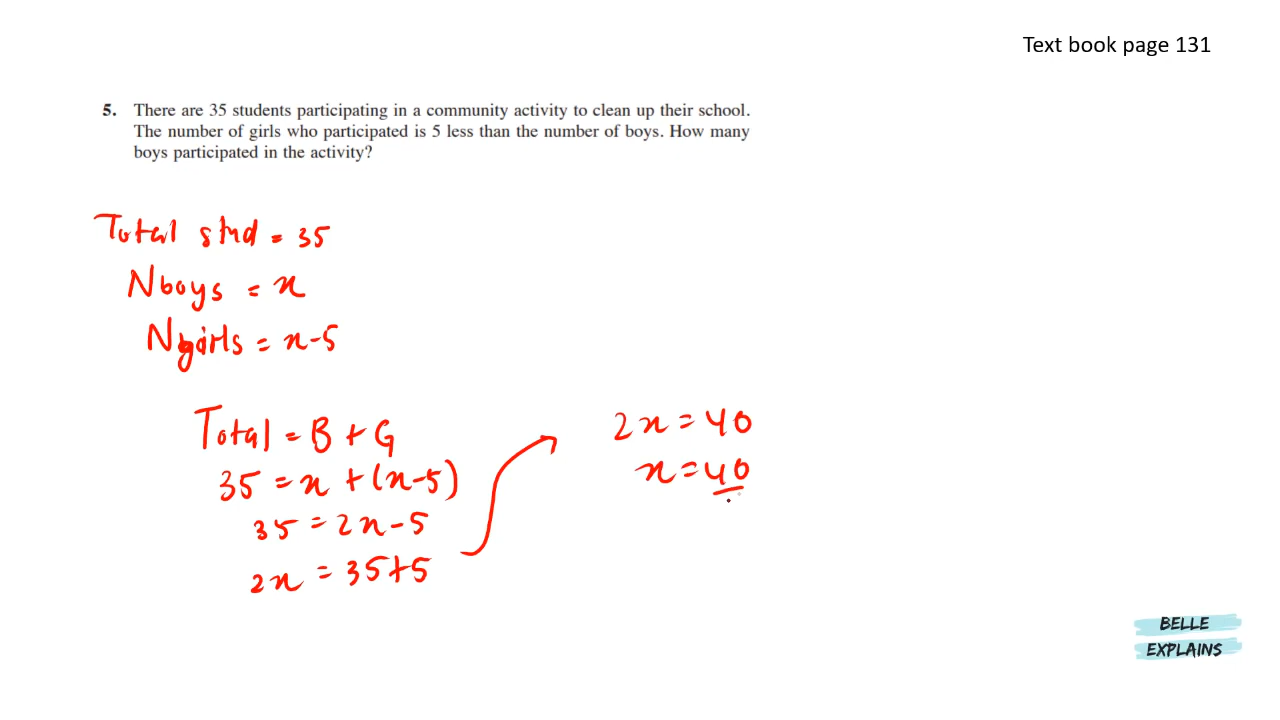 Text book page 131
5. There are 35 students participating in a community activity to clean up their school.
The number of girls who participated is 5 less than the number of boys. How many
boys participated in the activity?
Total stud = 35
Nboys = x
Ngirls = x-5
Total = B + G
35 = x + (x-5)
35 = 2x - 5
2x = 35+5
2x = 40
x = 40
BELLE
EXPLAINS